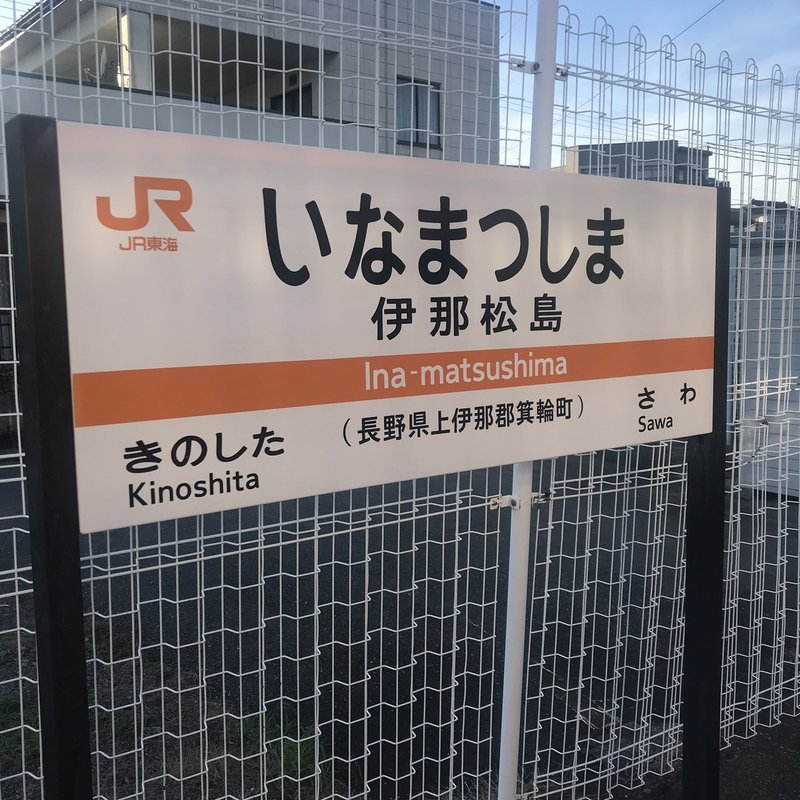 JR
JR東海
いなまつしま
伊那松島
Ina-matsushima
(長野県上伊那郡箕輪町)
きのした
Kinoshita
さわ
Sawa